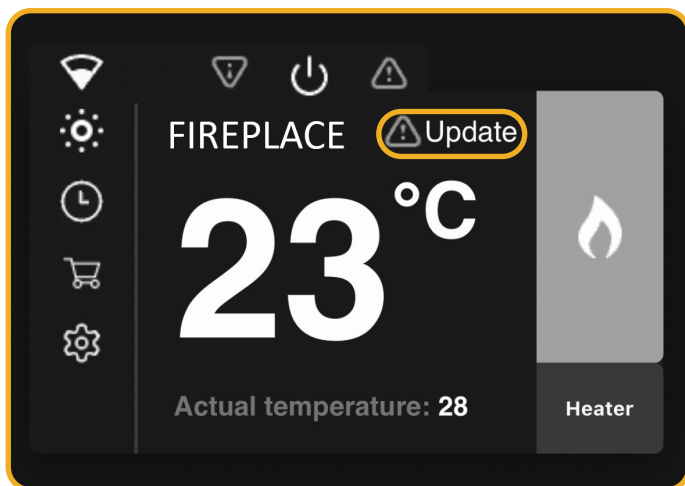 FIREPLACE
Update
23°C
Actual temperature: 28
Heater